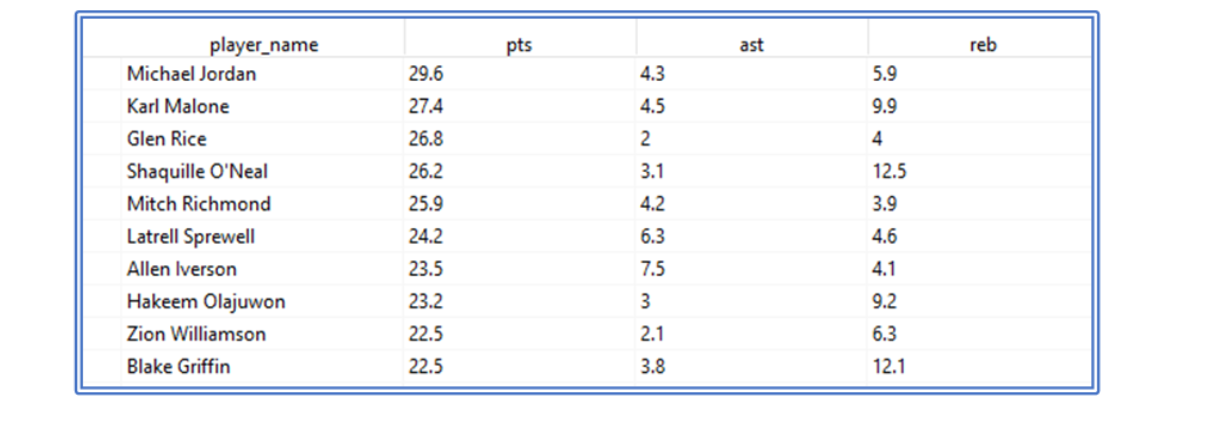 player_name pts ast reb
Michael Jordan 29.6 4.3 5.9
Karl Malone 27.4 4.5 9.9
Glen Rice 26.8 2 4
Shaquille O'Neal 26.2 3.1 12.5
Mitch Richmond 25.9 4.2 3.9
Latrell Sprewell 24.2 6.3 4.6
Allen Iverson 23.5 7.5 4.1
Hakeem Olajuwon 23.2 3 9.2
Zion Williamson 22.5 2.1 6.3
Blake Griffin 22.5 3.8 12.1